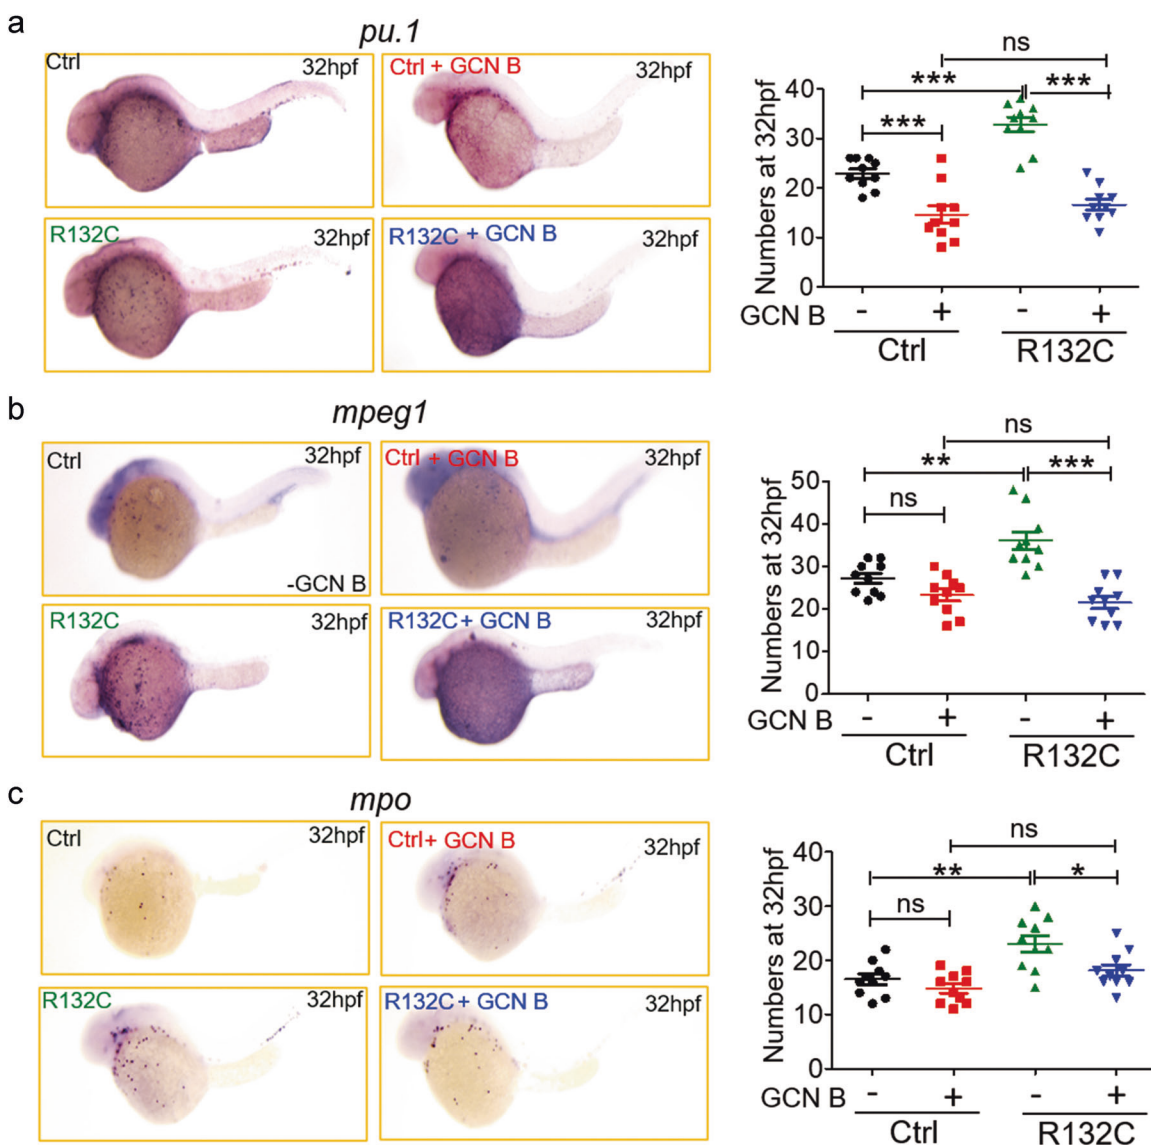 a
pu.1
Ctrl 32hpf
Ctrl + GCN B 32hpf
R132C 32hpf
R132C + GCN B 32hpf
ns
*** ***
***
Numbers at 32hpf
40
30
20
10
0
GCN B - + - +
Ctrl R132C
b
mpeg1
Ctrl 32hpf
-GCN B
Ctrl + GCN B 32hpf
R132C 32hpf
R132C+ GCN B 32hpf
ns
** ***
ns
Numbers at 32hpf
50
40
30
20
10
0
GCN B - + - +
Ctrl R132C
c
mpo
Ctrl 32hpf
Ctrl+ GCN B 32hpf
R132C 32hpf
R132C + GCN B 32hpf
ns
** *
ns
Numbers at 32hpf
40
30
20
10
0
GCN B - + - +
Ctrl R132C